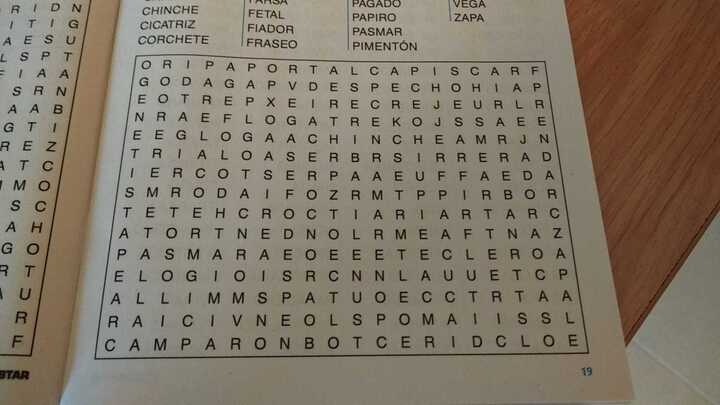 CHINCHE
CICATRIZ
CORCHETE
FARSA
FETAL
FIADOR
FRASEO
PAGADO
PAPIRO
PASMAR
PIMENTÓN
VEGA
ZAPA
O R I P A P O R T A L C A P I S C A R F
G O D A G A P V D E S P E C H O H I A P
E O T R E P X E I R E C R E J E U R L R
N R A E F L O G A T R E K O J S S A E E
E E G L O G A A C H I N C H E A M R J N
T R I A L O A S E R B R S I R R E R A D
I E R C O T S E R P A A E U F F A E D A
S M R O D A I F O Z R M T P P I R B O R
T E T E H C R O C T I A R I A R T A R C
A T O R T N E D N O L R M E A F T N A Z
P A S M A R A E O E E E T E C L E R O A
E L O G I O I S R C N N L A U U E T C P
A L L I M M S P A T U O E C C T R T A A
R A I C I V N E O L S P O M A I I S S L
C A M P A R O N B O T C E R I D C L O E
R I D N
I T I G
A E S U
L S P T
F I A A
S R N
A A B
G T I
R E Z
A T C
M M O
S C
A H
G O
R T
A U
R
F
STAR
19